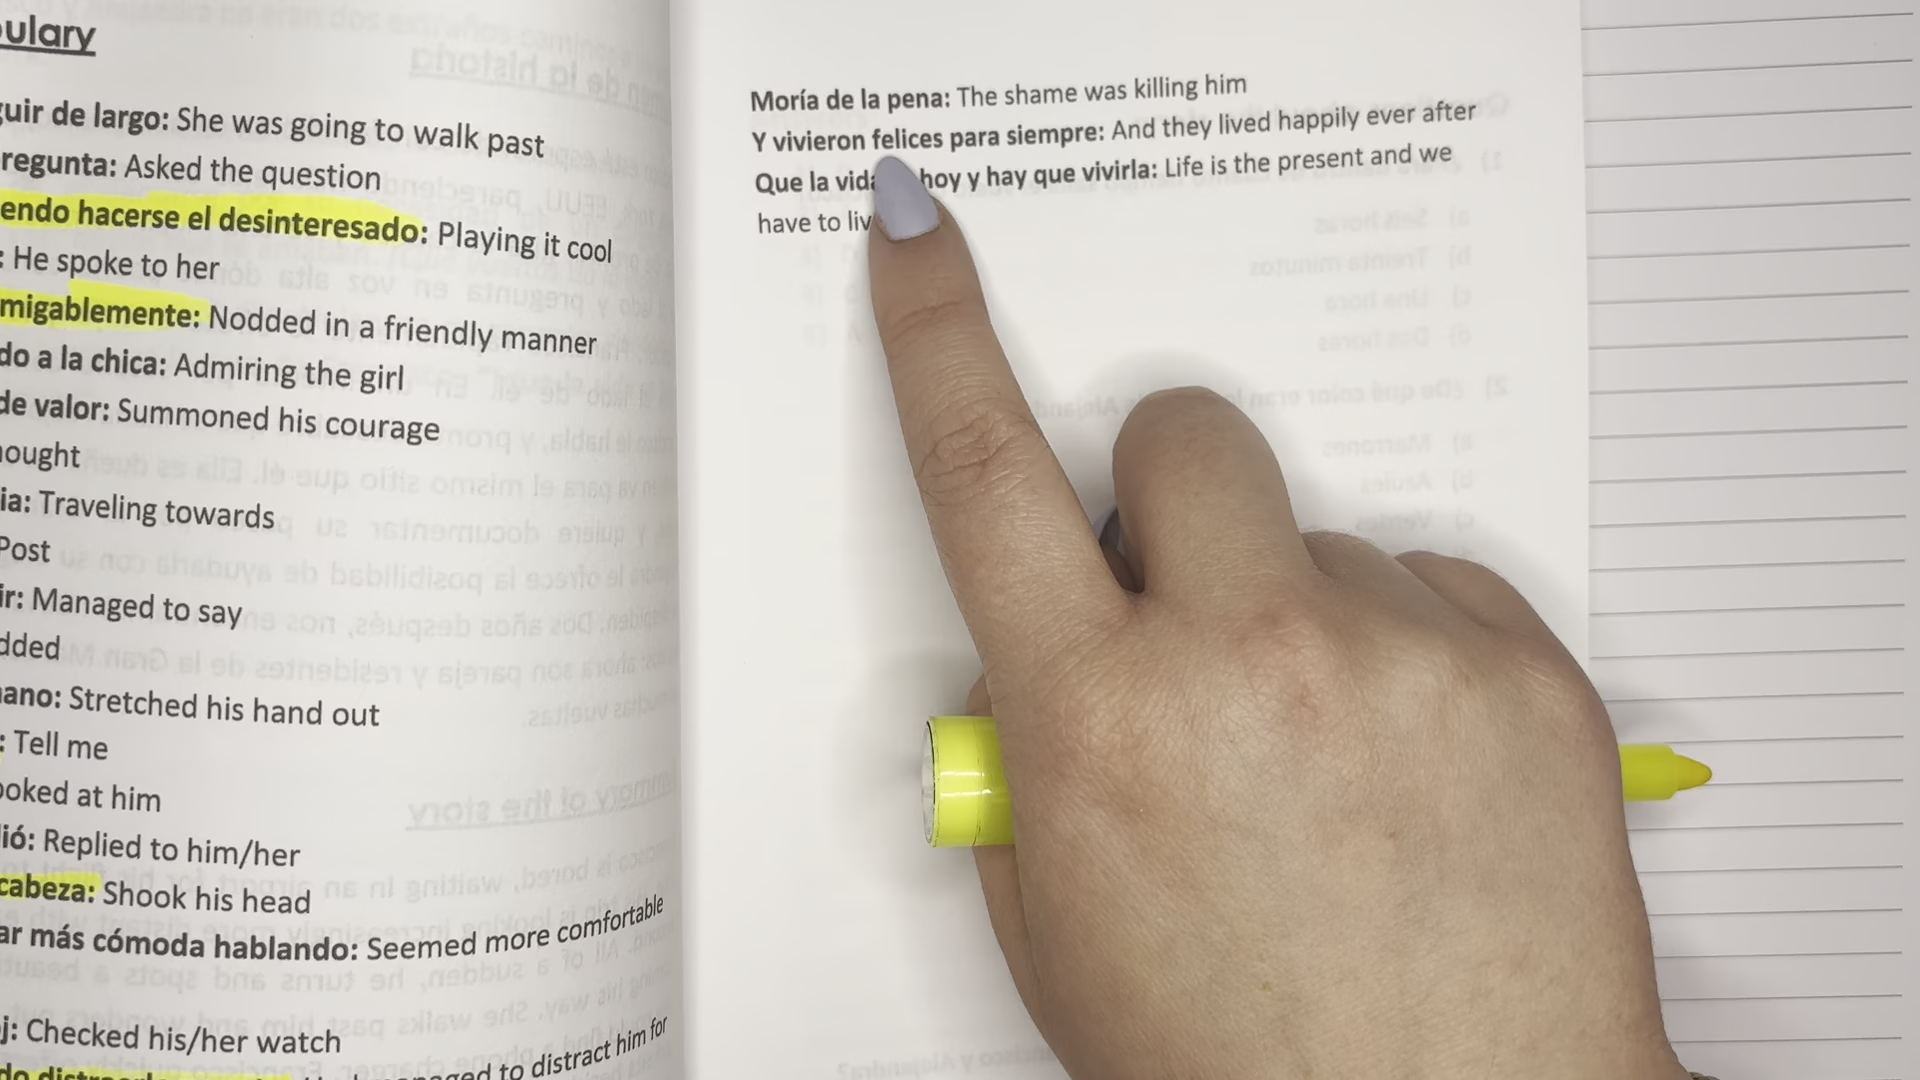 ulary
guir de largo: She was going to walk past
regunta: Asked the question
endo hacerse el desinteresado: Playing it cool
: He spoke to her
migablemente: Nodded in a friendly manner
do a la chica: Admiring the girl
de valor: Summoned his courage
ought
ia: Traveling towards
Post
ir: Managed to say
dded
ano: Stretched his hand out
: Tell me
ooked at him
ió: Replied to him/her
cabeza: Shook his head
ar más cómoda hablando: Seemed more comfortable
j: Checked his/her watch
to distract him for
Moría de la pena: The shame was killing him
Y vivieron felices para siempre: And they lived happily ever after
Que la vida hoy y hay que vivirla: Life is the present and we
have to liv